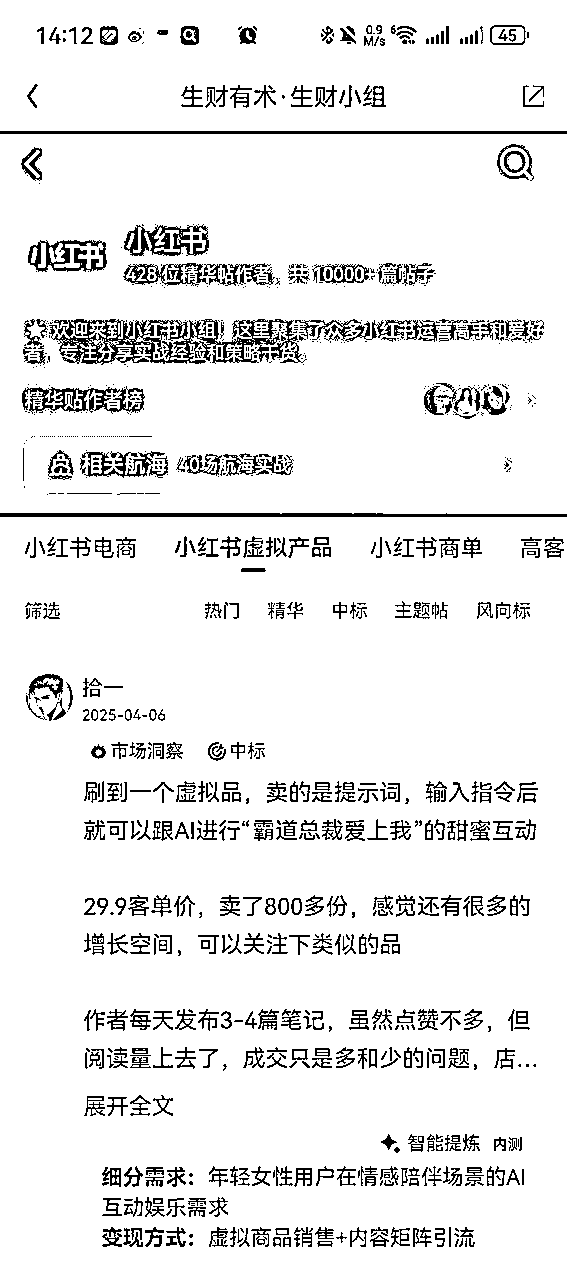 14:12 0.9 M/s 6 45
生财有术·生财小组
小红书 小红书
428 位精华帖作者，共 10000+ 篇帖子
欢迎来到小红书小组！这里聚集了众多小红书运营高手和爱好
者，专注分享实战经验和策略干货。
精华贴作者榜
相关航海 40场航海实战
小红书电商 小红书虚拟产品 小红书商单 高客
筛选 热门 精华 中标 主题帖 风向标
拾一
2025-04-06
市场洞察 中标
刷到一个虚拟品，卖的是提示词，输入指令后
就可以跟AI进行“霸道总裁爱上我”的甜蜜互动
29.9客单价，卖了800多份，感觉还有很多的
增长空间，可以关注下类似的品
作者每天发布3-4篇笔记，虽然点赞不多，但
阅读量上去了，成交只是多和少的问题，店...
展开全文
智能提炼 内测
细分需求：年轻女性用户在情感陪伴场景的AI
互动娱乐需求
变现方式：虚拟商品销售+内容矩阵引流